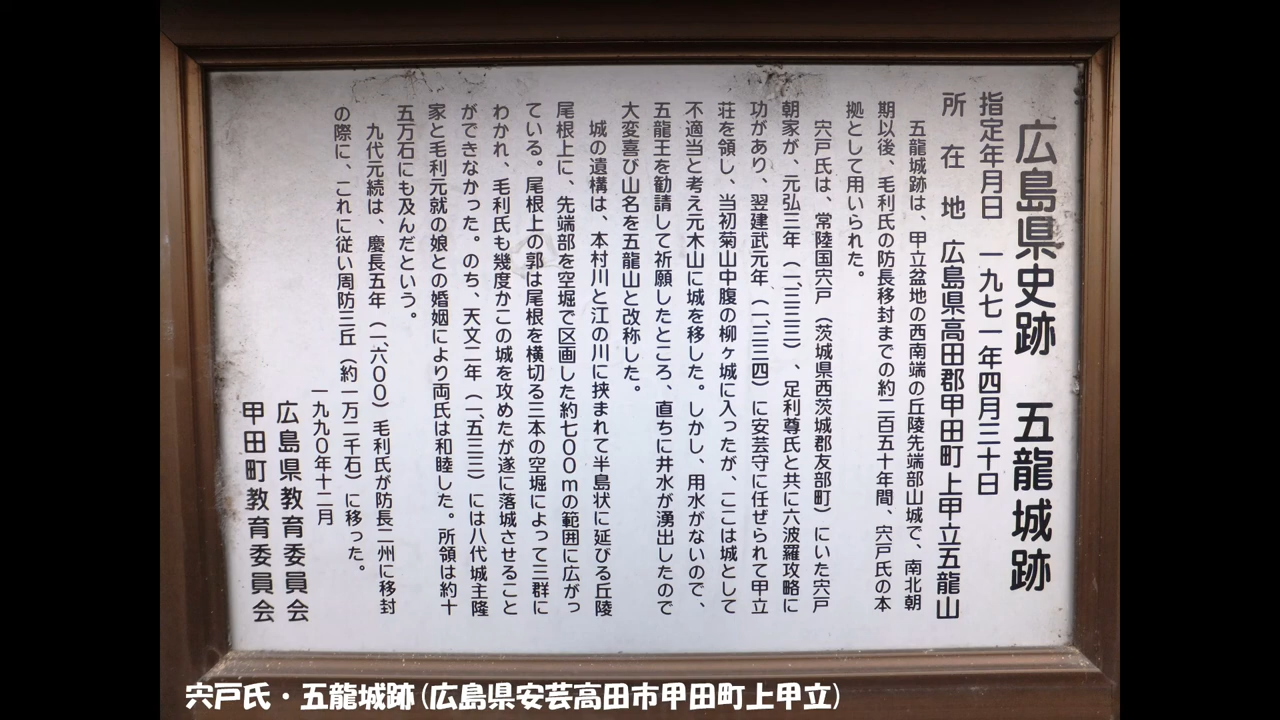 広島県史跡　五龍城跡
指定年月日　一九七一年四月三十日
所在地　広島県高田郡甲田町上甲立五龍山
五龍城跡は、甲立盆地の西南端の丘陵先端部山城で、南北朝
期以後、毛利氏の防長移封までの約二百五十年間、宍戸氏の本
拠として用いられた。
宍戸氏は、常陸国宍戸（茨城県西茨城郡友部町）にいた宍戸
朝家が、元弘三年（一、三三三）、足利尊氏と共に六波羅攻略に
功があり、翌建武元年（一、三三四）に安芸守に任ぜられて甲立
荘を領し、当初菊山中腹の柳ヶ城に入ったが、ここは城として
不適当と考え元木山に城を移した。しかし、用水がないので、
五龍王を勧請して祈願したところ、直ちに井水が湧出したので
大変喜び山名を五龍山と改称した。
城の遺構は、本村川と江の川に挟まれて半島状に延びる丘陵
尾根上に、先端部を空堀で区画した約七００ｍの範囲に広がっ
ている。尾根上の郭は尾根を横切る三本の空堀によって三群に
わかれ、毛利氏も幾度かこの城を攻めたが遂に落城させること
ができなかった。のち、天文二年（一、五三三）には八代城主隆
家と毛利元就の娘との婚姻により両氏は和睦した。所領は約十
五万石にも及んだという。
九代元続は、慶長五年（一、六００）毛利氏が防長二州に移封
の際に、これに従い周防三丘（約一万二千石）に移った。
一九九０年十二月
広島県教育委員会
甲田町教育委員会
宍戸氏・五龍城跡(広島県安芸高田市甲田町上甲立)